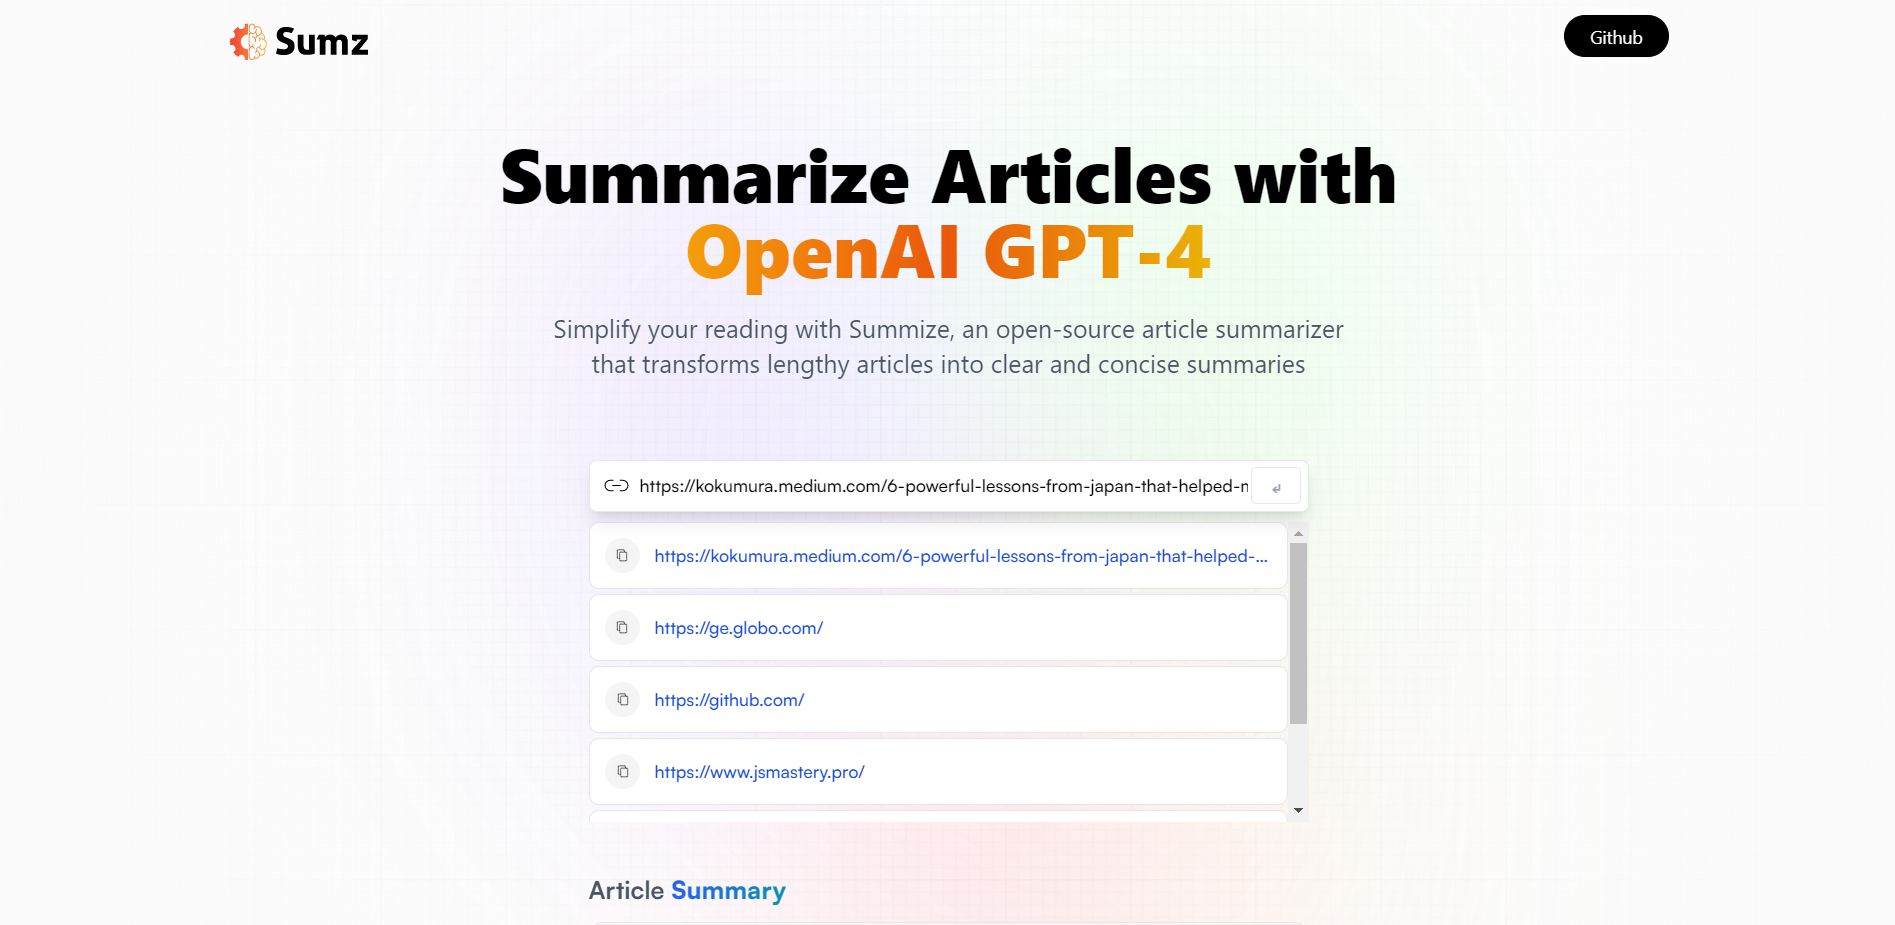 Sumz
Github
Summarize Articles with
OpenAI GPT-4
Simplify your reading with Summize, an open-source article summarizer
that transforms lengthy articles into clear and concise summaries
https://kokumura.medium.com/6-powerful-lessons-from-japan-that-helped-
https://kokumura.medium.com/6-powerful-lessons-from-japan-that-helped-...
https://ge.globo.com/
https://github.com/
https://www.jsmastery.pro/
Article Summary